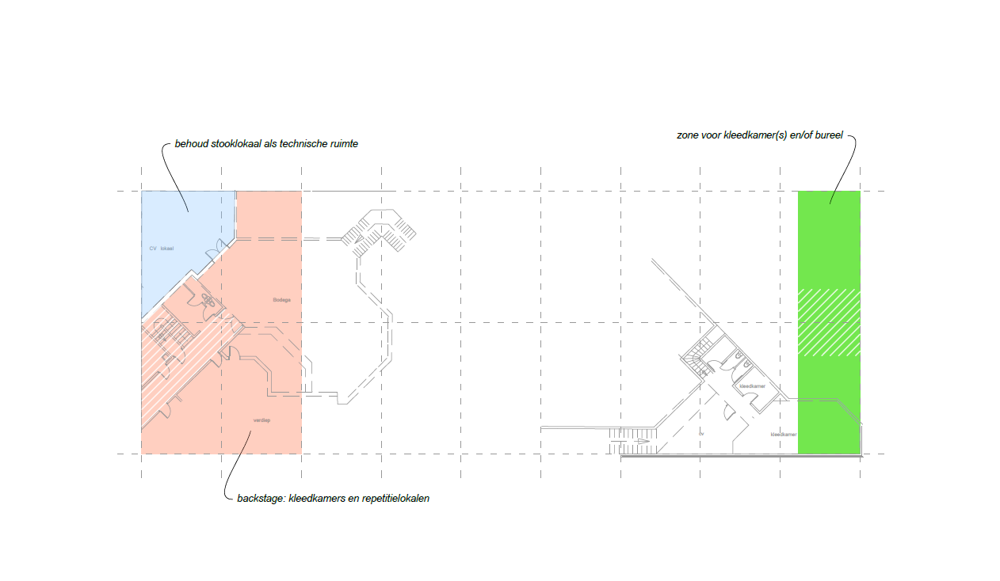 zone voor kleedkamer(s) en/of bureel
behoud stooklokaal als technische ruimte
CV lokaal
Bodega
kleedkamer
verdiep
cv
kleedkamer
backstage: kleedkamers en repetitielokalen